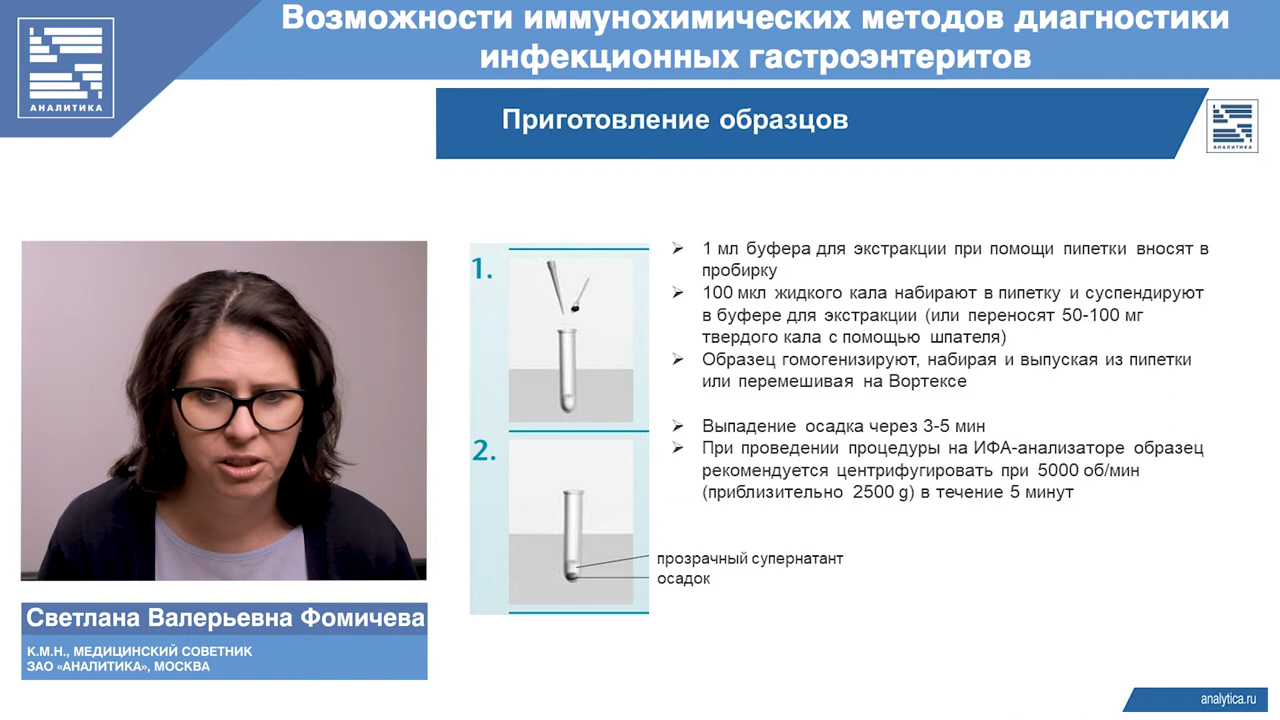 Возможности иммунохимических методов диагностики
инфекционных гастроэнтеритов
АНАЛИТИКА
Приготовление образцов
АНАЛИТИКА
1.
1 мл буфера для экстракции при помощи пипетки вносят в
пробирку
100 мкл жидкого кала набирают в пипетку и суспендируют
в буфере для экстракции (или переносят 50-100 мг
твердого кала с помощью шпателя)
Образец гомогенизируют, набирая и выпуская из пипетки
или перемешивая на Вортексе
2.
Выпадение осадка через 3-5 мин
При проведении процедуры на ИФА-анализаторе образец
рекомендуется центрифугировать при 5000 об/мин
(приблизительно 2500 g) в течение 5 минут
прозрачный супернатант
осадок
Светлана Валерьевна Фомичева
К.М.Н., МЕДИЦИНСКИЙ СОВЕТНИК
ЗАО «АНАЛИТИКА», МОСКВА
analytica.ru